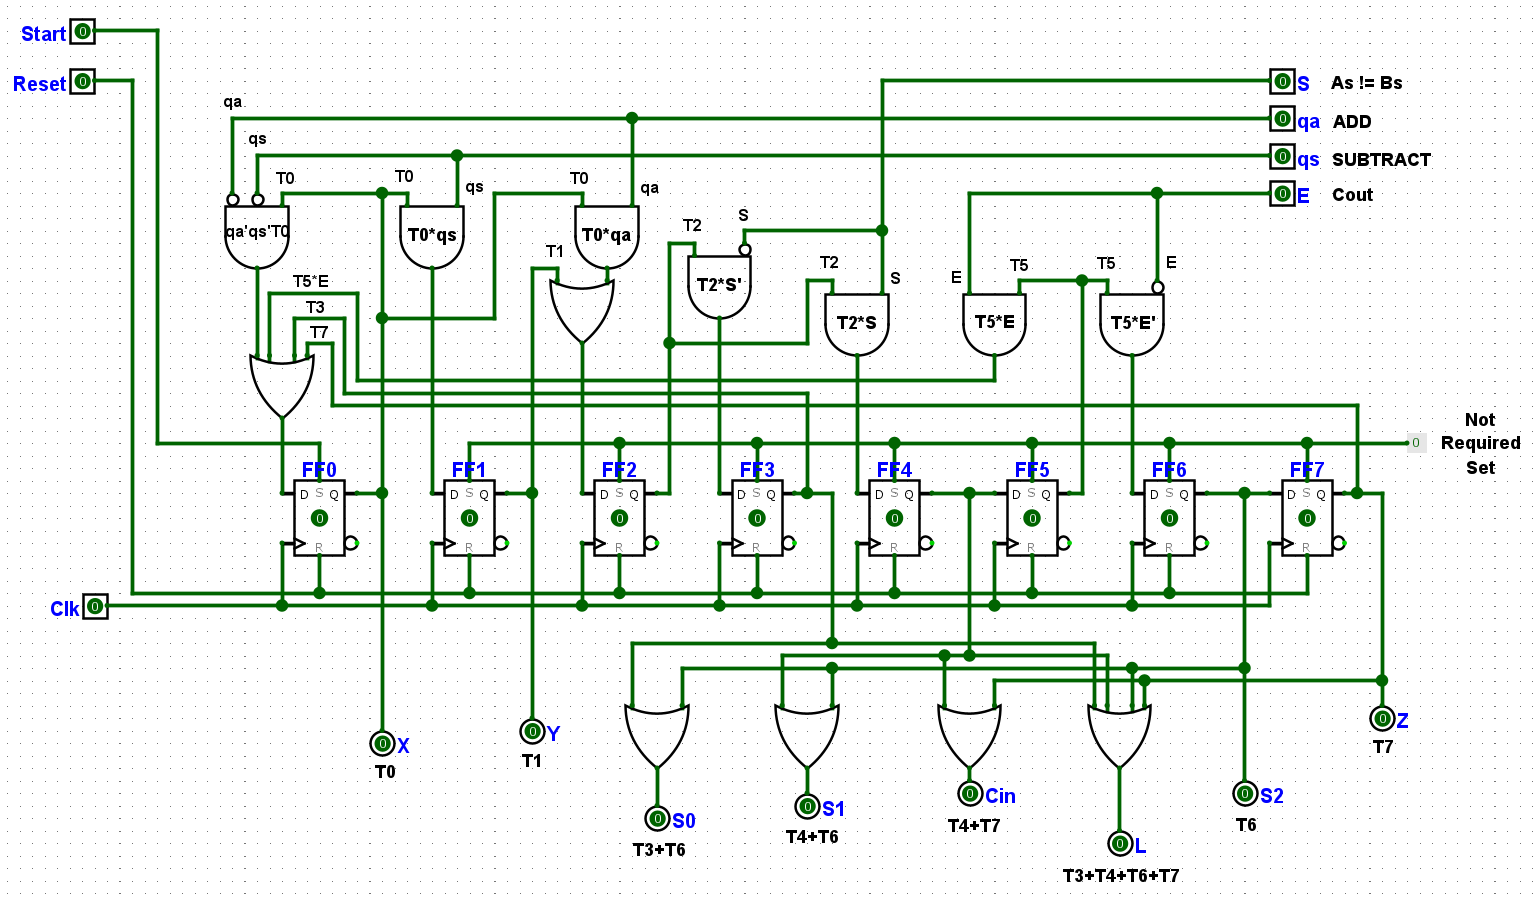 Start 0
Reset 0
0 S As != Bs
qa
0 qa ADD
qs
0 qs SUBTRACT
T0
T0
qs
T0
qa
0 E Cout
qa'qs'T0
T0*qs
T0*qa
T2
S
T1
T2
S
E
T5
T5
E
T5*E
T2*S'
T3
T2*S
T5*E
T5*E'
T7
Not
0 Required
Set
FF0
FF1
FF2
FF3
FF4
FF5
FF6
FF7
D S Q
D S Q
D S Q
D S Q
D S Q
D S Q
D S Q
D S Q
0
0
0
0
0
0
0
0
R
R
R
R
R
R
R
R
Clk 0
0 X
T0
0 Y
T1
0 S0
T3+T6
0 S1
T4+T6
0 Cin
T4+T7
0 L
T3+T4+T6+T7
0 S2
T6
0 Z
T7